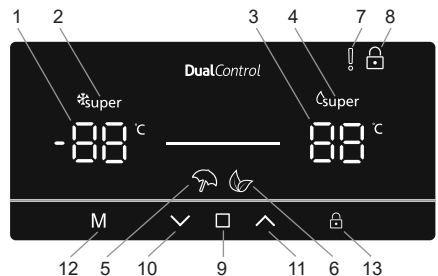 1 2 3 4 7 8
DualControl
super super
-88 °C 88 °C
M
12 5 10 9 11 6 13